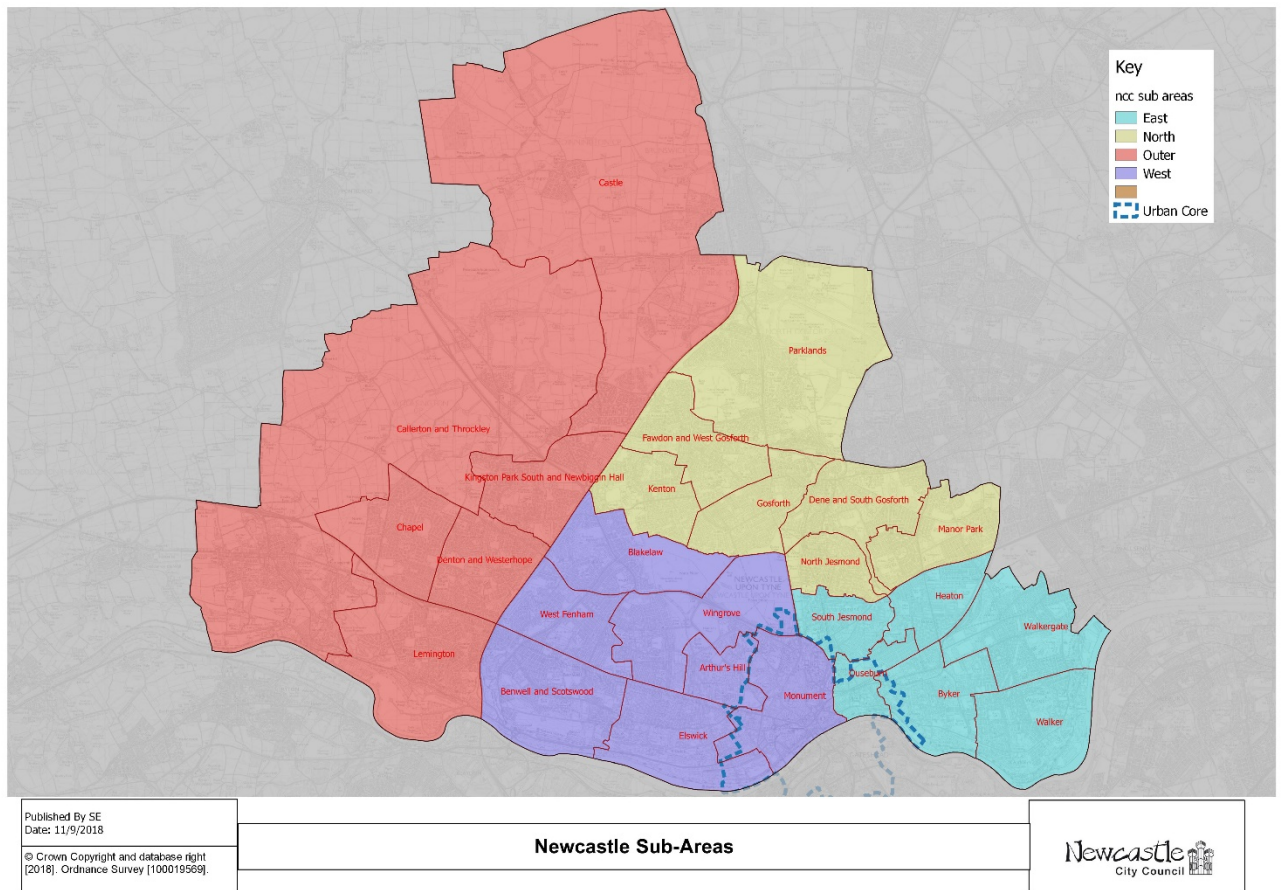 Key
ncc sub areas
East
North
Outer
West
Urban Core
Castle
Parklands
Callerton and Throckley
Fawdon and West Gosforth
Kingston Park South and Newbiggin Hall
Kenton
Gosforth
Dene and South Gosforth
Chapel
Manor Park
Denton and Westerhope
Blakelaw
North Jesmond
NEWCASTLE
UPON TYNE
Heaton
West Fenham
Wingrove
South Jesmond
Walkergate
Lemington
Arthur's Hill
Ouseburn
Benwell and Scotswood
Monument
Byker
Elswick
Walker
Published By SE
Date: 11/9/2018
© Crown Copyright and database right
[2018]. Ordnance Survey [100019569].
Newcastle Sub-Areas
Newcastle
City Council